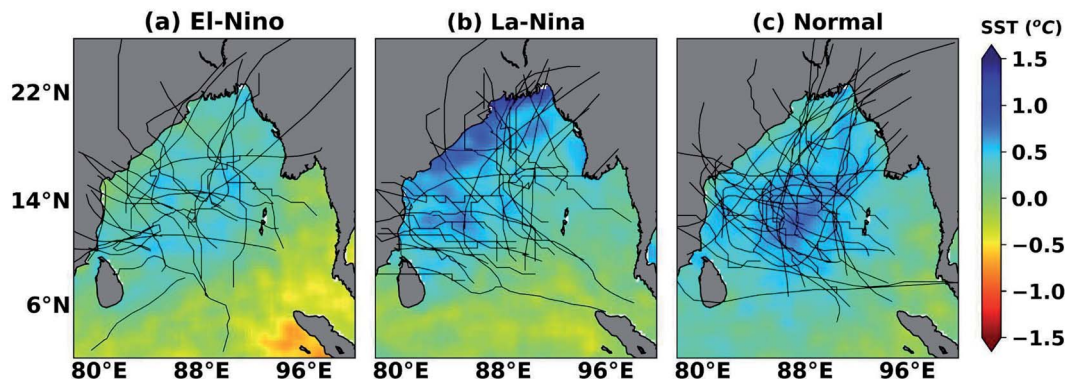 (a) El-Nino (b) La-Nina (c) Normal SST (°C)
22°N
14°N
6°N
80°E 88°E 96°E 80°E 88°E 96°E 80°E 88°E 96°E
1.5
1.0
0.5
0.0
−0.5
−1.0
−1.5